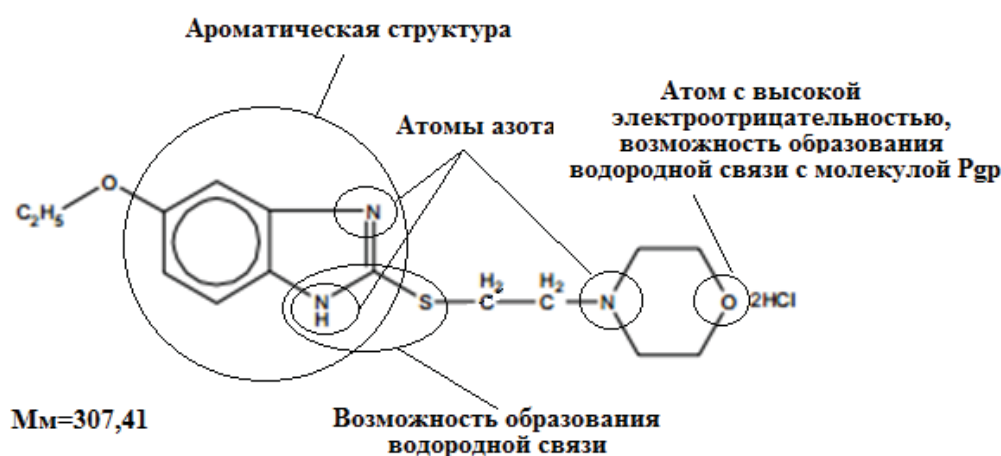 Ароматическая структура
Атомы азота
Атом с высокой
электроотрицательностью,
возможность образования
водородной связи с молекулой Pgp
O
C₂H₅
N
N
H
S
H₂
C
H₂
C
N
O
2HCl
Мм=307,41
Возможность образования
водородной связи